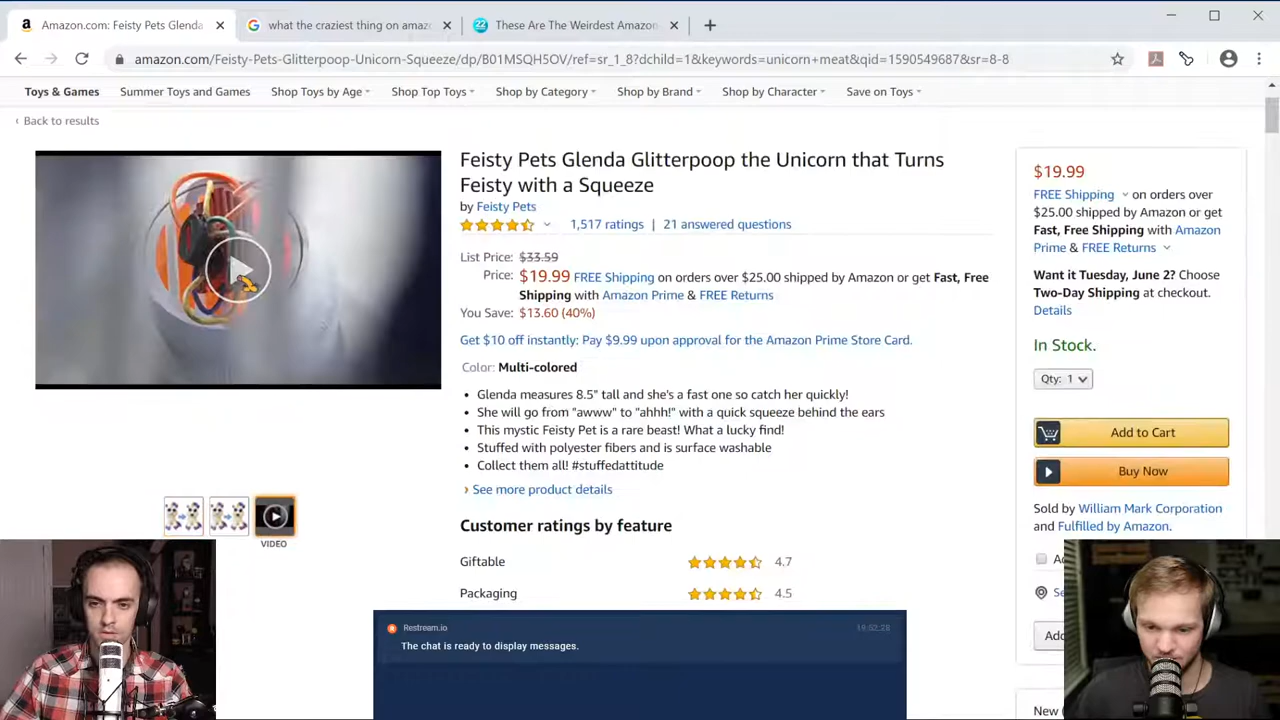 Amazon.com: Feisty Pets Glenda
what the craziest thing on amazo
These Are The Weirdest Amazon
amazon.com/Feisty-Pets-Glitterpoop-Unicorn-Squeeze/dp/B01MSQH5OV/ref=sr_1_8?dchild=1&keywords=unicorn+meat&qid=1590549687&sr=8-8
Toys & Games Summer Toys and Games Shop Toys by Age Shop Top Toys Shop by Category Shop by Brand Shop by Character Save on Toys
‹ Back to results
Feisty Pets Glenda Glitterpoop the Unicorn that Turns
Feisty with a Squeeze
by Feisty Pets
1,517 ratings | 21 answered questions
List Price: $33.59
Price: $19.99 FREE Shipping on orders over $25.00 shipped by Amazon or get Fast, Free
Shipping with Amazon Prime & FREE Returns
You Save: $13.60 (40%)
Get $10 off instantly: Pay $9.99 upon approval for the Amazon Prime Store Card.
Color: Multi-colored
• Glenda measures 8.5" tall and she's a fast one so catch her quickly!
• She will go from "awww" to "ahhh!" with a quick squeeze behind the ears
• This mystic Feisty Pet is a rare beast! What a lucky find!
• Stuffed with polyester fibers and is surface washable
• Collect them all! #stuffedattitude
› See more product details
Customer ratings by feature
Giftable 4.7
Packaging 4.5
VIDEO
$19.99
FREE Shipping on orders over
$25.00 shipped by Amazon or get
Fast, Free Shipping with Amazon
Prime & FREE Returns
Want it Tuesday, June 2? Choose
Two-Day Shipping at checkout.
Details
In Stock.
Qty: 1
Add to Cart
Buy Now
Sold by William Mark Corporation
and Fulfilled by Amazon.
Ad
Se
Add
New (
Restream.io 19:52:28
The chat is ready to display messages.